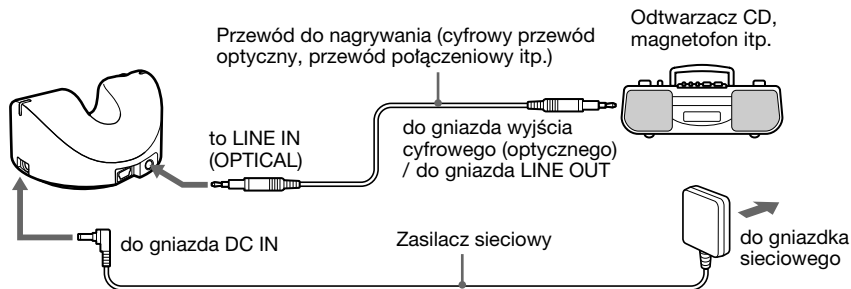 Przewód do nagrywania (cyfrowy przewód
optyczny, przewód połączeniowy itp.)
Odtwarzacz CD,
magnetofon itp.
to LINE IN
(OPTICAL)
do gniazda wyjścia
cyfrowego (optycznego)
/ do gniazda LINE OUT
do gniazda DC IN
Zasilacz sieciowy
do gniazdka
sieciowego